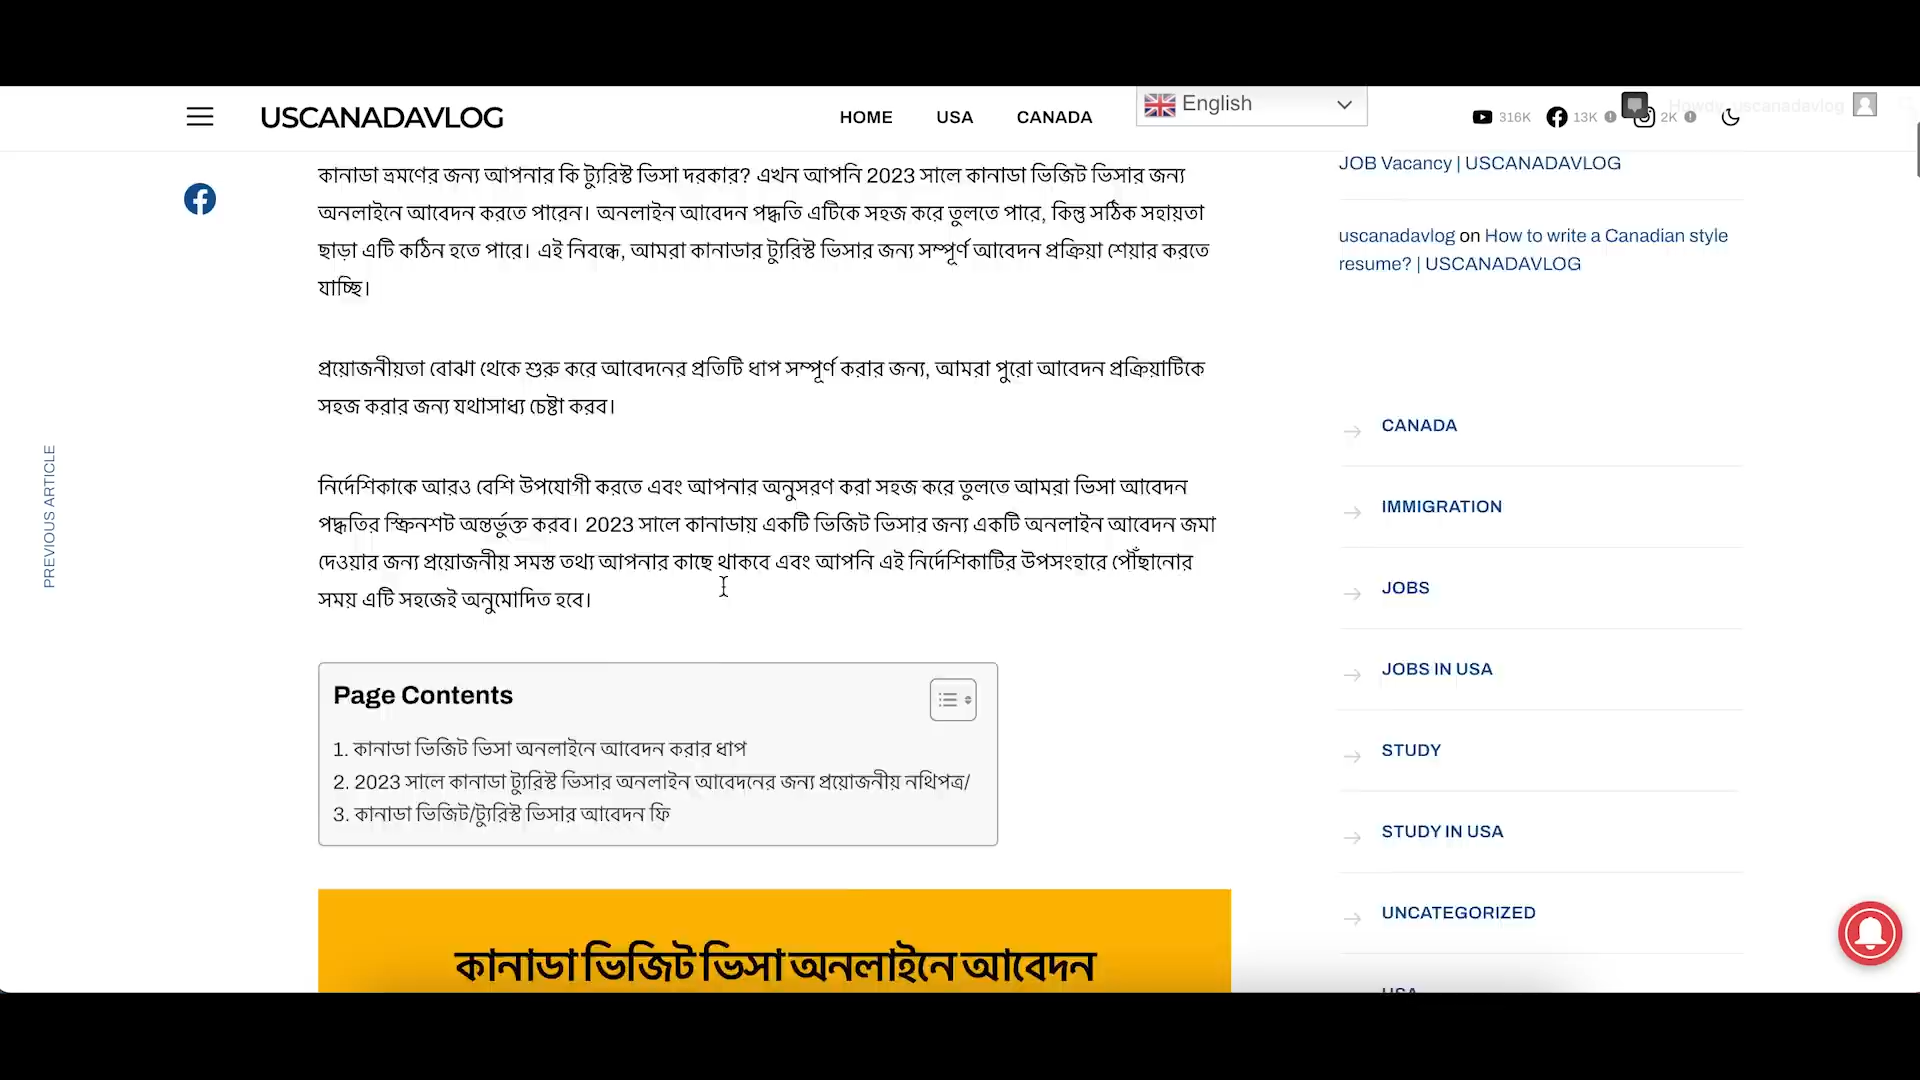 USCANADAVLOG
HOME
USA
CANADA
English
316K
13K
2K
Howdy, uscanadavlog
কানাডা ভ্রমণের জন্য আপনার কি ট্যুরিস্ট ভিসা দরকার? এখন আপনি 2023 সালে কানাডা ভিজিট ভিসার জন্য
অনলাইনে আবেদন করতে পারেন। অনলাইন আবেদন পদ্ধতি এটিকে সহজ করে তুলতে পারে, কিন্তু সঠিক সহায়তা
ছাড়া এটি কঠিন হতে পারে। এই নিবন্ধে, আমরা কানাডার ট্যুরিস্ট ভিসার জন্য সম্পূর্ণ আবেদন প্রক্রিয়া শেয়ার করতে
যাচ্ছি।
প্রয়োজনীয়তা বোঝা থেকে শুরু করে আবেদনের প্রতিটি ধাপ সম্পূর্ণ করার জন্য, আমরা পুরো আবেদন প্রক্রিয়াটিকে
সহজ করার জন্য যথাসাধ্য চেষ্টা করব।
নির্দেশিকাকে আরও বেশি উপযোগী করতে এবং আপনার অনুসরণ করা সহজ করে তুলতে আমরা ভিসা আবেদন
পদ্ধতির স্ক্রিনশট অন্তর্ভুক্ত করব। 2023 সালে কানাডায় একটি ভিজিট ভিসার জন্য একটি অনলাইন আবেদন জমা
দেওয়ার জন্য প্রয়োজনীয় সমস্ত তথ্য আপনার কাছে থাকবে এবং আপনি এই নির্দেশিকাটির উপসংহারে পৌঁছানোর
সময় এটি সহজেই অনুমোদিত হবে।
PREVIOUS ARTICLE
Page Contents
1. কানাডা ভিজিট ভিসা অনলাইনে আবেদন করার ধাপ
2. 2023 সালে কানাডা ট্যুরিস্ট ভিসার অনলাইন আবেদনের জন্য প্রয়োজনীয় নথিপত্র/
3. কানাডা ভিজিট/ট্যুরিস্ট ভিসার আবেদন ফি
কানাডা ভিজিট ভিসা অনলাইনে আবেদন
JOB Vacancy | USCANADAVLOG
uscanadavlog on How to write a Canadian style
resume? | USCANADAVLOG
CANADA
IMMIGRATION
JOBS
JOBS IN USA
STUDY
STUDY IN USA
UNCATEGORIZED
USA